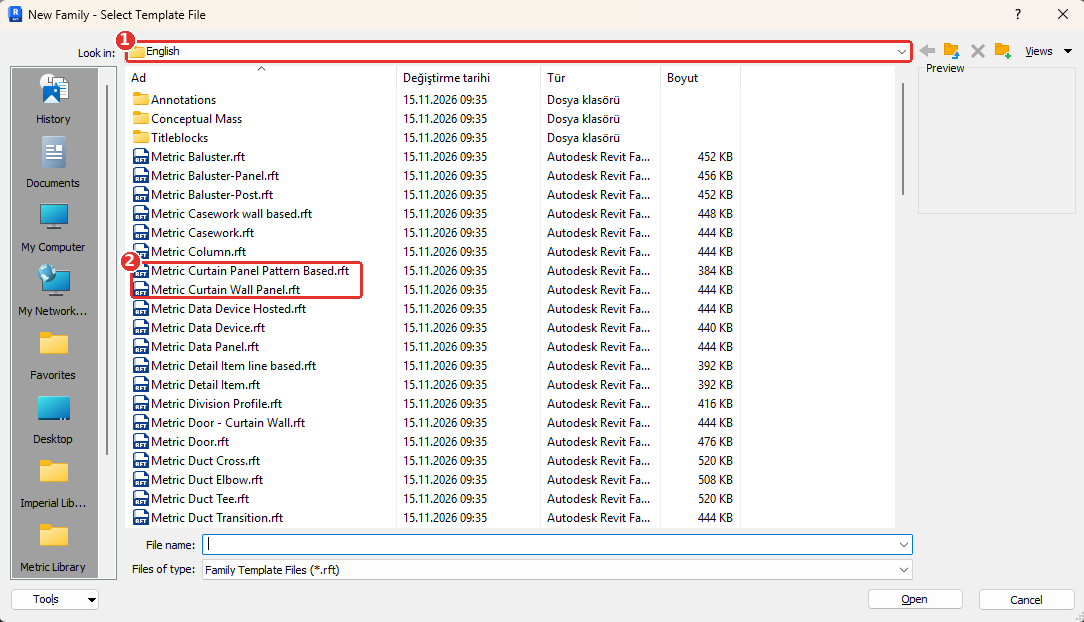 New Family - Select Template File
?
1
Look in: English
Views
Preview
History
Documents
My Computer
My Network...
Favorites
Desktop
Imperial Lib...
Metric Library
Ad Değiştirme tarihi Tür Boyut
Annotations 15.11.2026 09:35 Dosya klasörü
Conceptual Mass 15.11.2026 09:35 Dosya klasörü
Titleblocks 15.11.2026 09:35 Dosya klasörü
Metric Baluster.rft 15.11.2026 09:35 Autodesk Revit Fa... 452 KB
Metric Baluster-Panel.rft 15.11.2026 09:35 Autodesk Revit Fa... 456 KB
Metric Baluster-Post.rft 15.11.2026 09:35 Autodesk Revit Fa... 452 KB
Metric Casework wall based.rft 15.11.2026 09:35 Autodesk Revit Fa... 448 KB
Metric Casework.rft 15.11.2026 09:35 Autodesk Revit Fa... 444 KB
Metric Column.rft 15.11.2026 09:35 Autodesk Revit Fa... 444 KB
2
Metric Curtain Panel Pattern Based.rft 15.11.2026 09:35 Autodesk Revit Fa... 384 KB
Metric Curtain Wall Panel.rft 15.11.2026 09:35 Autodesk Revit Fa... 444 KB
Metric Data Device Hosted.rft 15.11.2026 09:35 Autodesk Revit Fa... 444 KB
Metric Data Device.rft 15.11.2026 09:35 Autodesk Revit Fa... 440 KB
Metric Data Panel.rft 15.11.2026 09:35 Autodesk Revit Fa... 444 KB
Metric Detail Item line based.rft 15.11.2026 09:35 Autodesk Revit Fa... 392 KB
Metric Detail Item.rft 15.11.2026 09:35 Autodesk Revit Fa... 392 KB
Metric Division Profile.rft 15.11.2026 09:35 Autodesk Revit Fa... 416 KB
Metric Door - Curtain Wall.rft 15.11.2026 09:35 Autodesk Revit Fa... 444 KB
Metric Door.rft 15.11.2026 09:35 Autodesk Revit Fa... 476 KB
Metric Duct Cross.rft 15.11.2026 09:35 Autodesk Revit Fa... 520 KB
Metric Duct Elbow.rft 15.11.2026 09:35 Autodesk Revit Fa... 508 KB
Metric Duct Tee.rft 15.11.2026 09:35 Autodesk Revit Fa... 520 KB
Metric Duct Transition.rft 15.11.2026 09:35 Autodesk Revit Fa... 444 KB
File name:
Files of type: Family Template Files (*.rft)
Tools
Open
Cancel